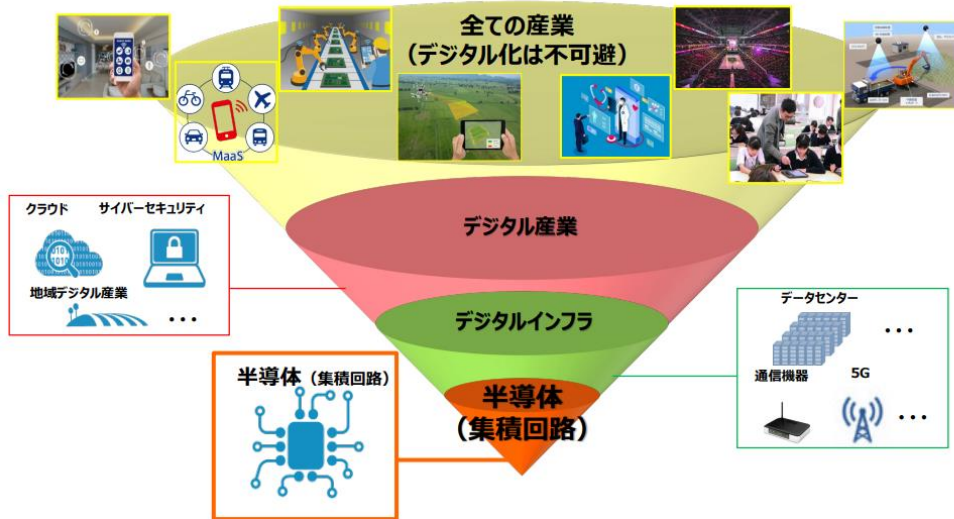 全ての産業
（デジタル化は不可避）
MaaS
デジタル産業
クラウド
サイバーセキュリティ
地域デジタル産業
・・・
デジタルインフラ
データセンター
・・・
通信機器
5G
・・・
半導体（集積回路）
半導体
（集積回路）